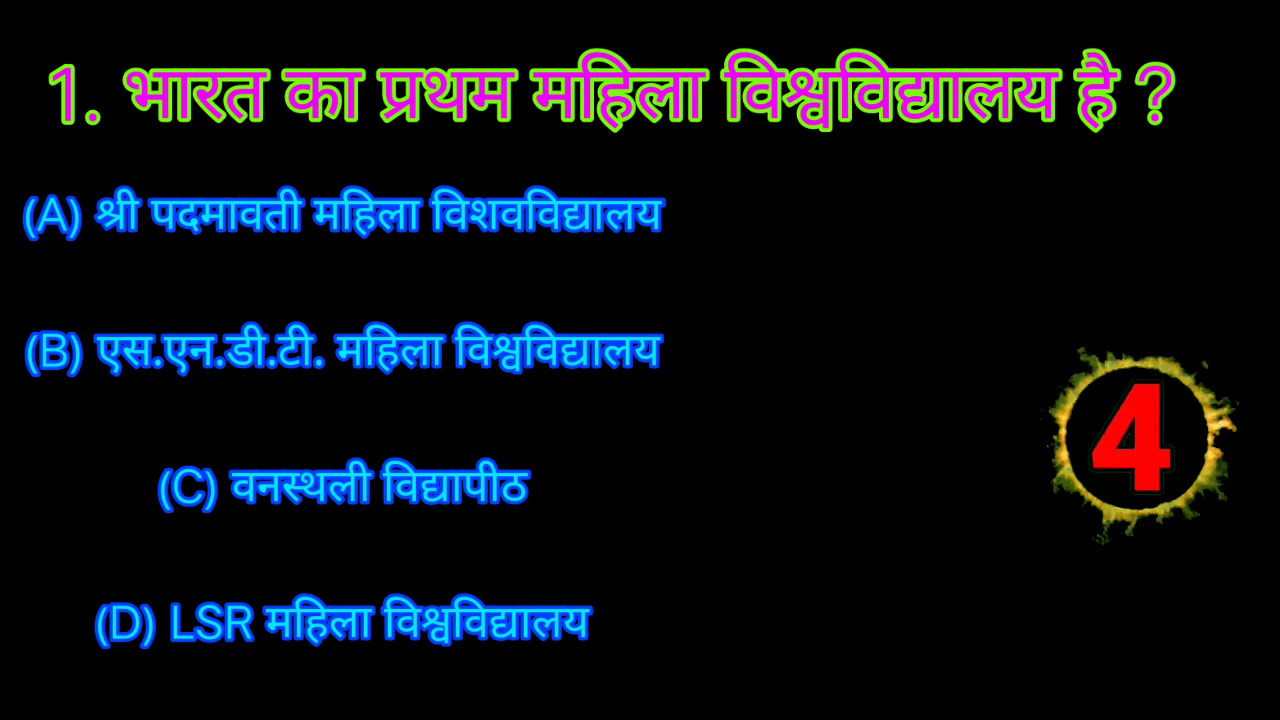 1. भारत का प्रथम महिला विश्वविद्यालय है ?
(A) श्री पदमावती महिला विशवविद्यालय
(B) एस.एन.डी.टी. महिला विश्वविद्यालय
(C) वनस्थली विद्यापीठ
4
(D) LSR महिला विश्वविद्यालय